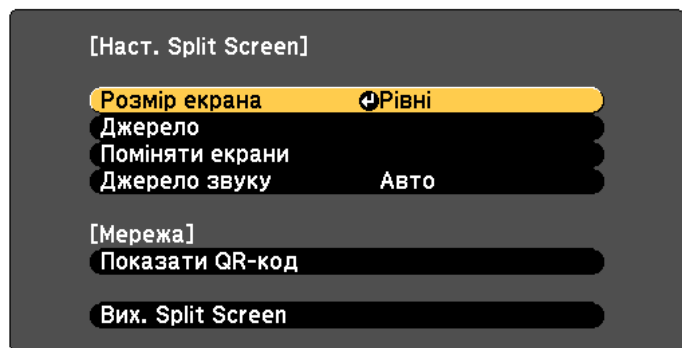 [Наст. Split Screen]
Розмір екрана Рівні
Джерело
Поміняти екрани
Джерело звуку Авто
[Мережа]
Показати QR-код
Вих. Split Screen